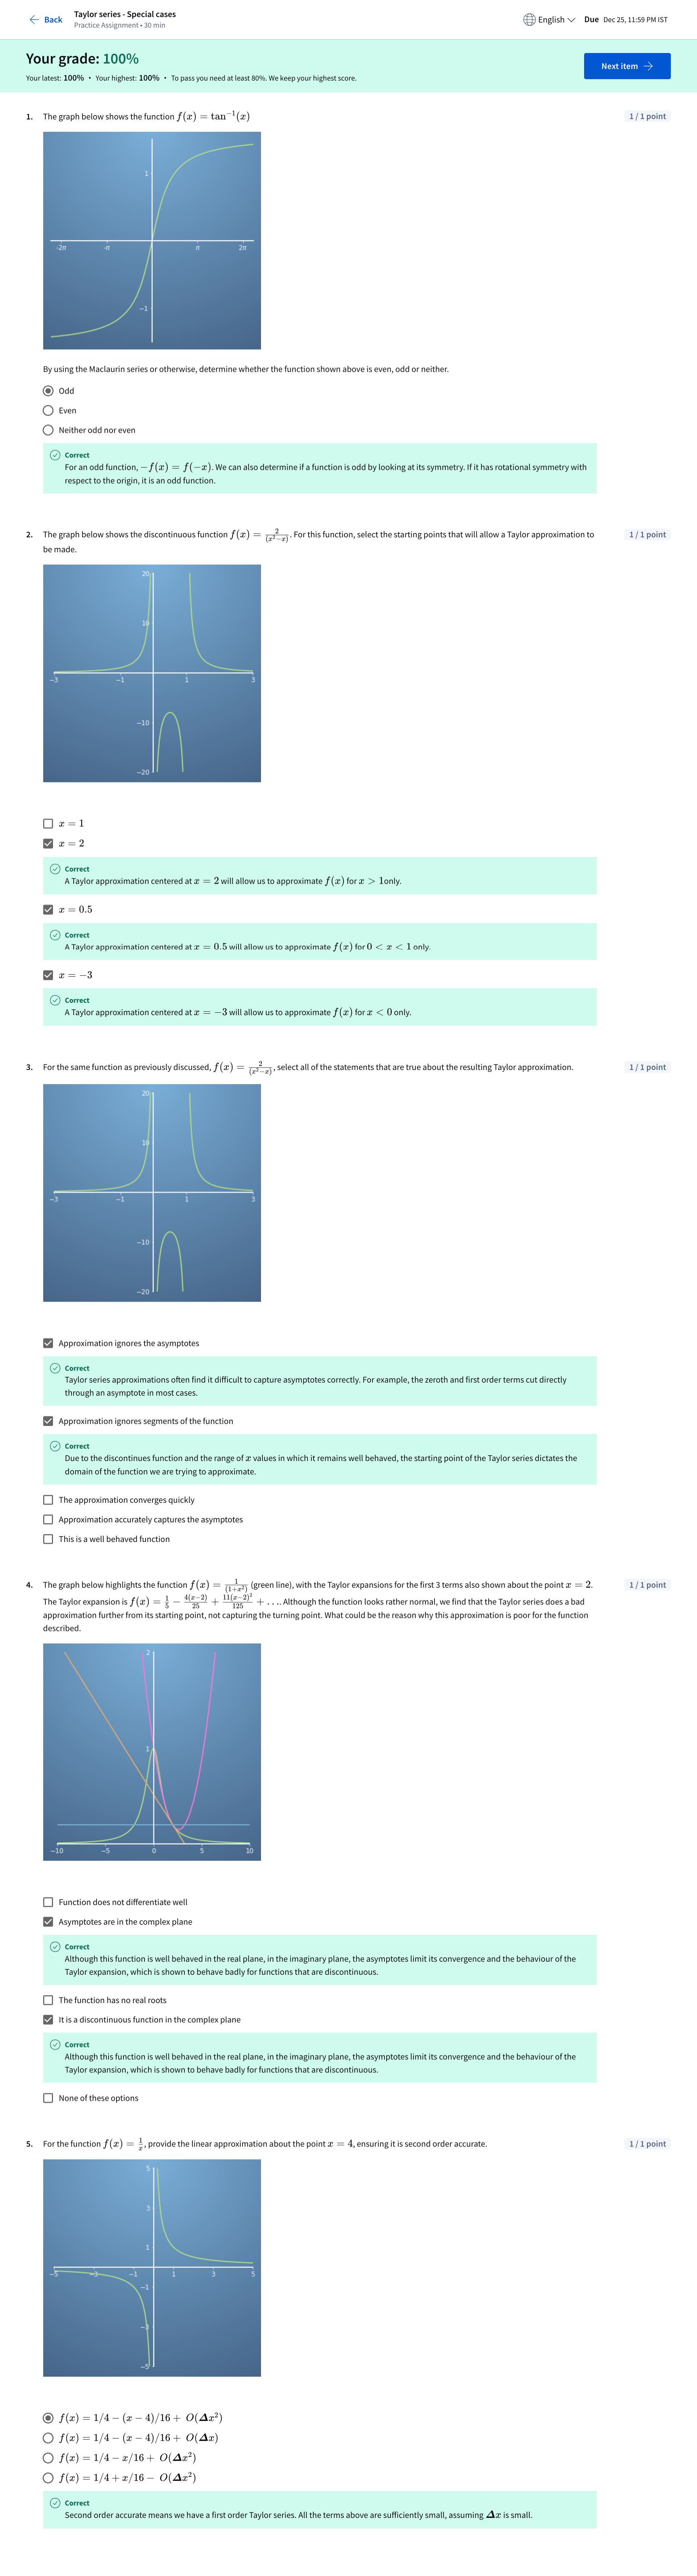 Back
Taylor series - Special cases
Practice Assignment • 30 min
English
Due Dec 25, 11:59 PM IST
Your grade: 100%
Your latest: 100% • Your highest: 100% • To pass you need at least 80%. We keep your highest score.
Next item
1. The graph below shows the function f(x) = tan⁻¹(x)
1 / 1 point
1
-2π -π π 2π
−1
By using the Maclaurin series or otherwise, determine whether the function shown above is even, odd or neither.
Odd
Even
Neither odd nor even
Correct
For an odd function, −f(x) = f(−x). We can also determine if a function is odd by looking at its symmetry. If it has rotational symmetry with
respect to the origin, it is an odd function.
2. The graph below shows the discontinuous function f(x) = 2/(x²−x). For this function, select the starting points that will allow a Taylor approximation to
be made.
1 / 1 point
20
10
−3 −1 1 3
−10
−20
x = 1
x = 2
Correct
A Taylor approximation centered at x = 2 will allow us to approximate f(x) for x > 1only.
x = 0.5
Correct
A Taylor approximation centered at x = 0.5 will allow us to approximate f(x) for 0 < x < 1 only.
x = −3
Correct
A Taylor approximation centered at x = −3 will allow us to approximate f(x) for x < 0 only.
3. For the same function as previously discussed, f(x) = 2/(x²−x), select all of the statements that are true about the resulting Taylor approximation.
1 / 1 point
20
10
−3 −1 1 3
−10
−20
Approximation ignores the asymptotes
Correct
Taylor series approximations often find it difficult to capture asymptotes correctly. For example, the zeroth and first order terms cut directly
through an asymptote in most cases.
Approximation ignores segments of the function
Correct
Due to the discontinues function and the range of x values in which it remains well behaved, the starting point of the Taylor series dictates the
domain of the function we are trying to approximate.
The approximation converges quickly
Approximation accurately captures the asymptotes
This is a well behaved function
4. The graph below highlights the function f(x) = 1/(1+x²) (green line), with the Taylor expansions for the first 3 terms also shown about the point x = 2.
The Taylor expansion is f(x) = 1/5 − 4(x−2)/25 + 11(x−2)²/125 + .... Although the function looks rather normal, we find that the Taylor series does a bad
approximation further from its starting point, not capturing the turning point. What could be the reason why this approximation is poor for the function
described.
1 / 1 point
2
1
−10 −5 0 5 10
Function does not differentiate well
Asymptotes are in the complex plane
Correct
Although this function is well behaved in the real plane, in the imaginary plane, the asymptotes limit its convergence and the behaviour of the
Taylor expansion, which is shown to behave badly for functions that are discontinuous.
The function has no real roots
It is a discontinuous function in the complex plane
Correct
Although this function is well behaved in the real plane, in the imaginary plane, the asymptotes limit its convergence and the behaviour of the
Taylor expansion, which is shown to behave badly for functions that are discontinuous.
None of these options
5. For the function f(x) = 1/x, provide the linear approximation about the point x = 4, ensuring it is second order accurate.
1 / 1 point
5
3
1
−5 −3 −1 1 3 5
−1
−3
−5
f(x) = 1/4 − (x − 4)/16 + O(Δx²)
f(x) = 1/4 − (x − 4)/16 + O(Δx)
f(x) = 1/4 − x/16 + O(Δx²)
f(x) = 1/4 + x/16 − O(Δx²)
Correct
Second order accurate means we have a first order Taylor series. All the terms above are sufficiently small, assuming Δx is small.